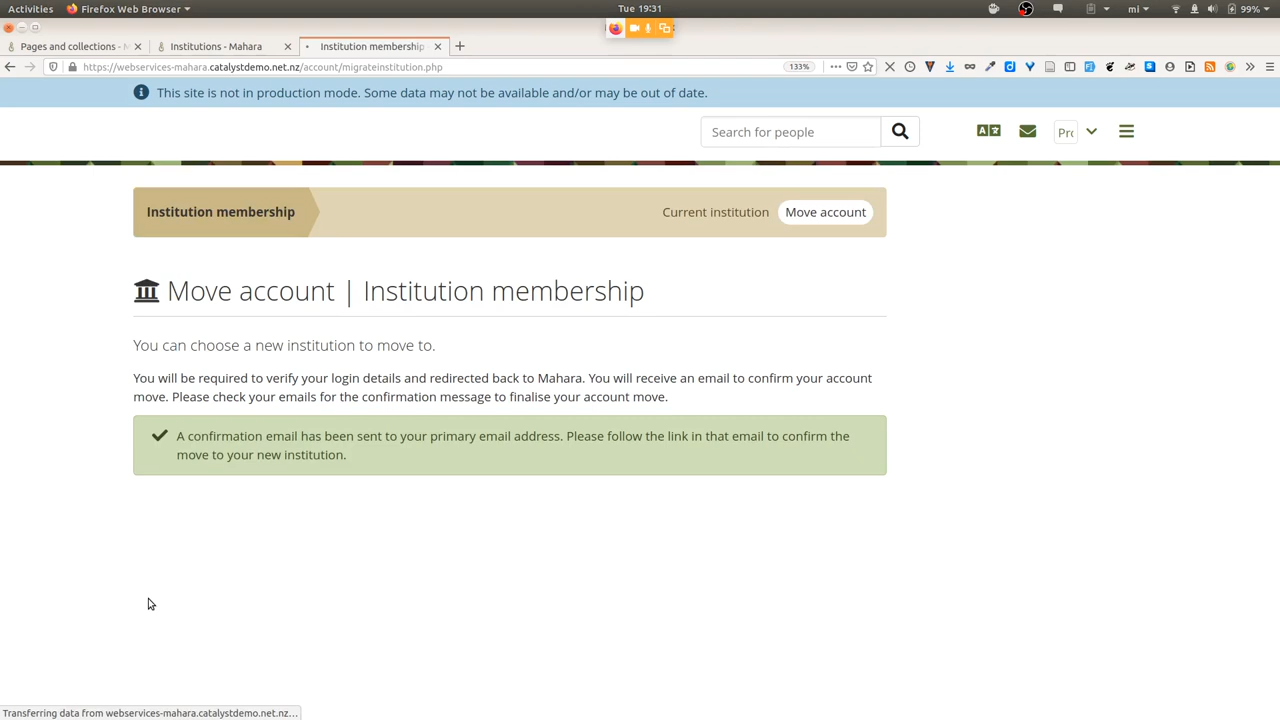 Activities Firefox Web Browser Tue 19:31 mi 99%
Pages and collections - M Institutions - Mahara Institution membership
https://webservices-mahara.catalystdemo.net.nz/account/migrateinstitution.php 133%
This site is not in production mode. Some data may not be available and/or may be out of date.
Search for people Pro
Institution membership Current institution Move account
Move account | Institution membership
You can choose a new institution to move to.
You will be required to verify your login details and redirected back to Mahara. You will receive an email to confirm your account
move. Please check your emails for the confirmation message to finalise your account move.
A confirmation email has been sent to your primary email address. Please follow the link in that email to confirm the
move to your new institution.
Transferring data from webservices-mahara.catalystdemo.net.nz...